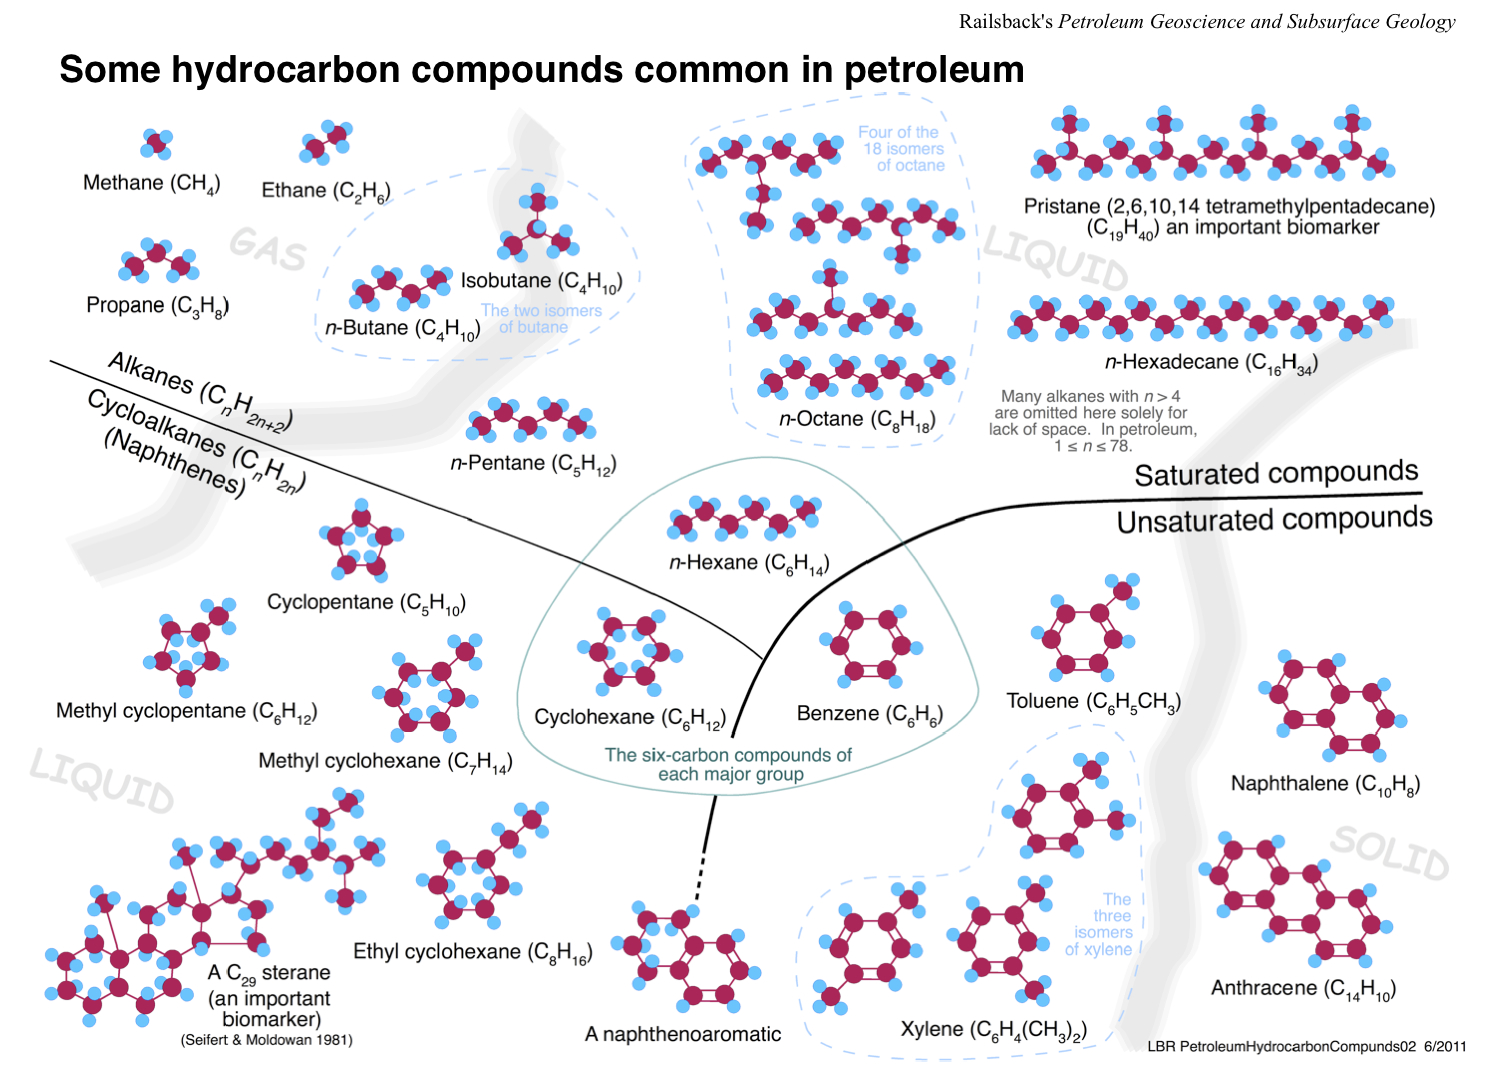 Railsback's Petroleum Geoscience and Subsurface Geology
Some hydrocarbon compounds common in petroleum
Methane (CH4)
Ethane (C2H6)
Propane (C3H8)
GAS
Isobutane (C4H10)
n-Butane (C4H10)
The two isomers
of butane
Four of the
18 isomers
of octane
n-Octane (C8H18)
LIQUID
Pristane (2,6,10,14 tetramethylpentadecane)
(C19H40) an important biomarker
n-Hexadecane (C16H34)
Many alkanes with n > 4
are omitted here solely for
lack of space. In petroleum,
1 ≤ n ≤ 78.
Alkanes (CnH2n+2)
Cycloalkanes (CnH2n)
(Naphthenes)
n-Pentane (C5H12)
Saturated compounds
Unsaturated compounds
n-Hexane (C6H14)
Cyclopentane (C5H10)
Methyl cyclopentane (C6H12)
Methyl cyclohexane (C7H14)
Cyclohexane (C6H12)
Benzene (C6H6)
The six-carbon compounds of
each major group
Toluene (C6H5CH3)
Naphthalene (C10H8)
LIQUID
SOLID
A C29 sterane
(an important
biomarker)
(Seifert & Moldowan 1981)
Ethyl cyclohexane (C8H16)
A naphthenoaromatic
The
three
isomers
of xylene
Xylene (C6H4(CH3)2)
Anthracene (C14H10)
LBR PetroleumHydrocarbonCompunds02 6/2011